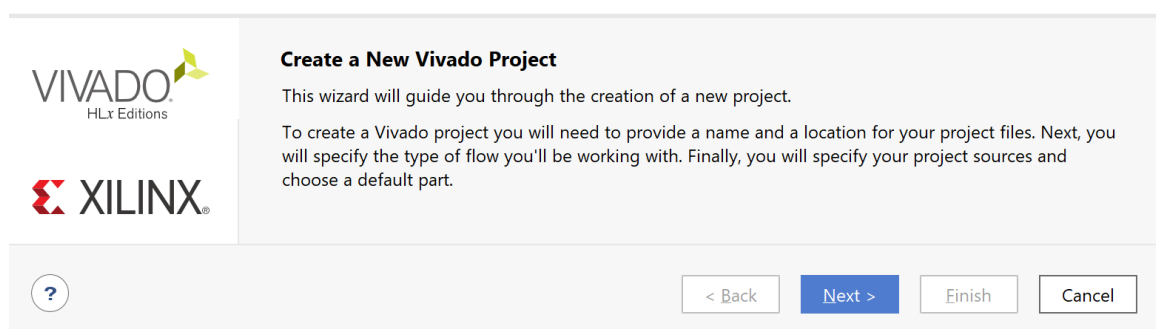 VIVADO.
HLx Editions
XILINX®
Create a New Vivado Project
This wizard will guide you through the creation of a new project.
To create a Vivado project you will need to provide a name and a location for your project files. Next, you
will specify the type of flow you'll be working with. Finally, you will specify your project sources and
choose a default part.
?
< Back
Next >
Finish
Cancel